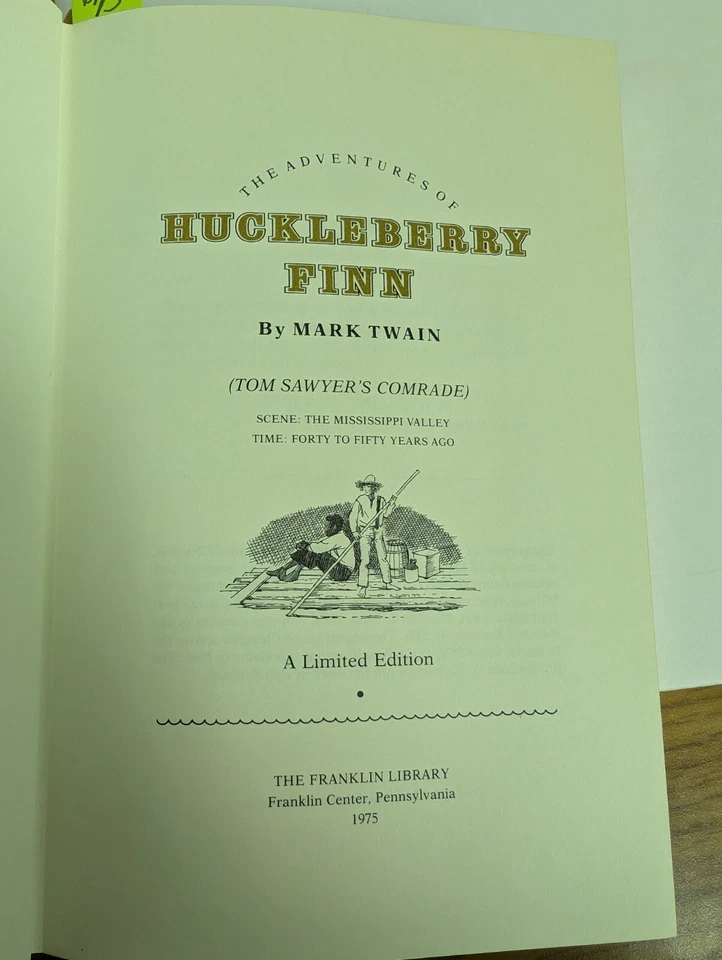 THE ADVENTURES OF
HUCKLEBERRY
FINN
By MARK TWAIN
(TOM SAWYER'S COMRADE)
SCENE: THE MISSISSIPPI VALLEY
TIME: FORTY TO FIFTY YEARS AGO
A Limited Edition
THE FRANKLIN LIBRARY
Franklin Center, Pennsylvania
1975